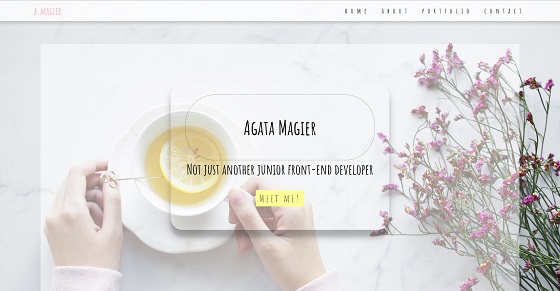 A. MAGIER
HOME ABOUT PORTFOLIO CONTACT
AGATA MAGIER
NOT JUST ANOTHER JUNIOR FRONT-END DEVELOPER
MEET ME!